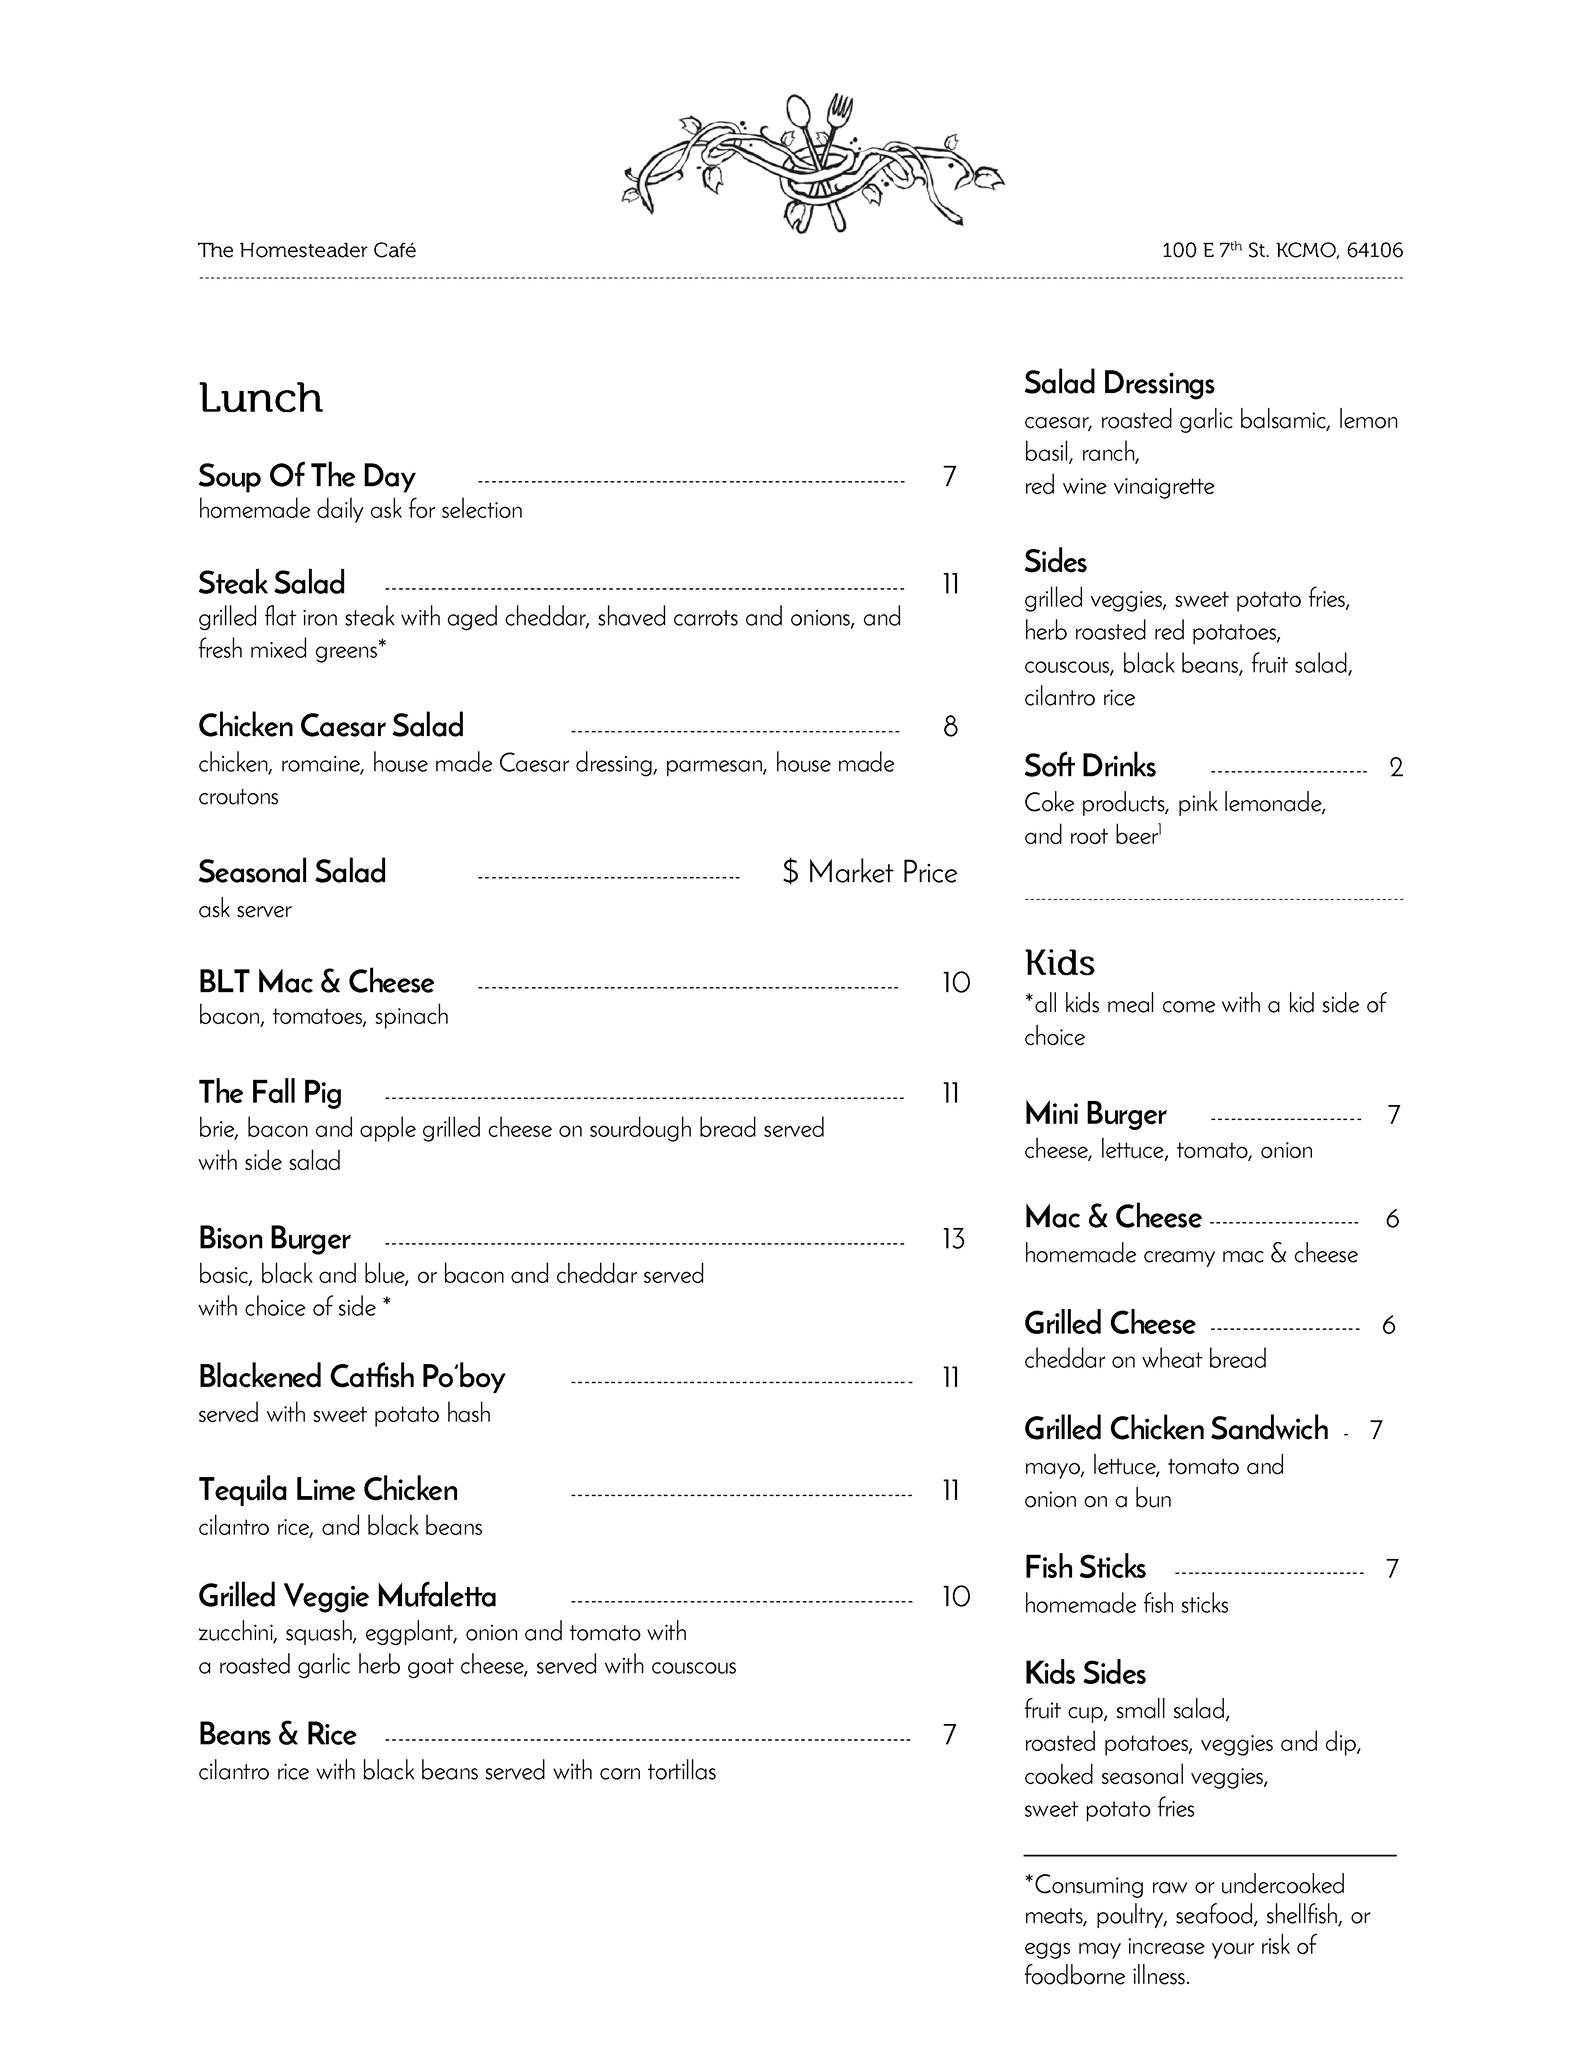 The Homesteader Café
100 E 7th St. KCMO, 64106
Lunch
Soup Of The Day 7
homemade daily ask for selection
Steak Salad 11
grilled flat iron steak with aged cheddar, shaved carrots and onions, and
fresh mixed greens*
Chicken Caesar Salad 8
chicken, romaine, house made Caesar dressing, parmesan, house made
croutons
Seasonal Salad $ Market Price
ask server
BLT Mac & Cheese 10
bacon, tomatoes, spinach
The Fall Pig 11
brie, bacon and apple grilled cheese on sourdough bread served
with side salad
Bison Burger 13
basic, black and blue, or bacon and cheddar served
with choice of side *
Blackened Catfish Po'boy 11
served with sweet potato hash
Tequila Lime Chicken 11
cilantro rice, and black beans
Grilled Veggie Mufaletta 10
zucchini, squash, eggplant, onion and tomato with
a roasted garlic herb goat cheese, served with couscous
Beans & Rice 7
cilantro rice with black beans served with corn tortillas
Salad Dressings
caesar, roasted garlic balsamic, lemon
basil, ranch,
red wine vinaigrette
Sides
grilled veggies, sweet potato fries,
herb roasted red potatoes,
couscous, black beans, fruit salad,
cilantro rice
Soft Drinks 2
Coke products, pink lemonade,
and root beer¹
Kids
*all kids meal come with a kid side of
choice
Mini Burger 7
cheese, lettuce, tomato, onion
Mac & Cheese 6
homemade creamy mac & cheese
Grilled Cheese 6
cheddar on wheat bread
Grilled Chicken Sandwich - 7
mayo, lettuce, tomato and
onion on a bun
Fish Sticks 7
homemade fish sticks
Kids Sides
fruit cup, small salad,
roasted potatoes, veggies and dip,
cooked seasonal veggies,
sweet potato fries
*Consuming raw or undercooked
meats, poultry, seafood, shellfish, or
eggs may increase your risk of
foodborne illness.